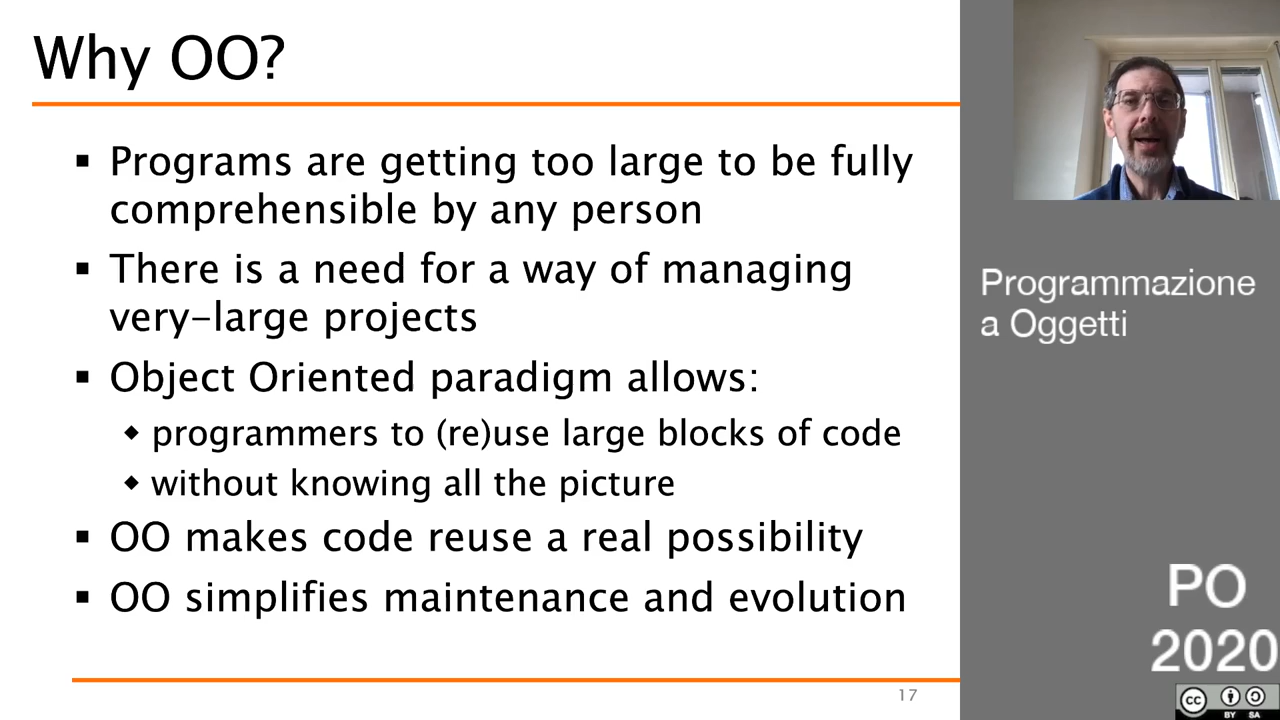 Why OO?
▪ Programs are getting too large to be fully
comprehensible by any person
▪ There is a need for a way of managing
very-large projects
▪ Object Oriented paradigm allows:
◆ programmers to (re)use large blocks of code
◆ without knowing all the picture
▪ OO makes code reuse a real possibility
▪ OO simplifies maintenance and evolution
17
Programmazione
a Oggetti
PO
2020
cc
BY SA